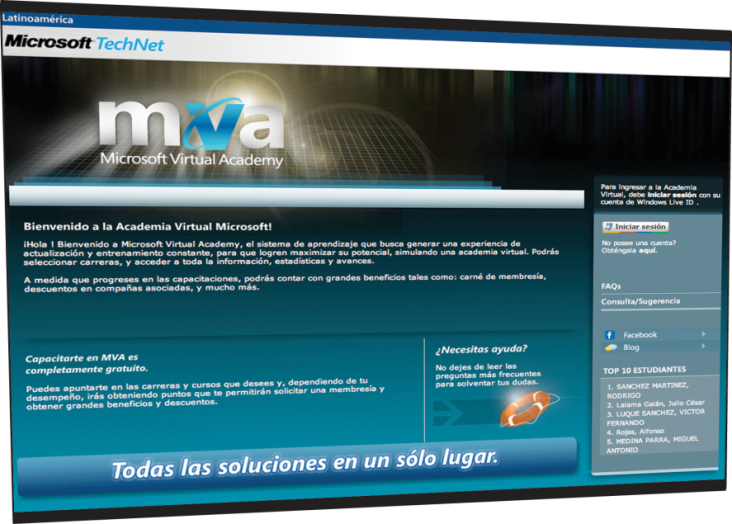 Latinoamérica
Microsoft TechNet
mva
Microsoft Virtual Academy
Bienvenido a la Academia Virtual Microsoft!
¡Hola ! Bienvenido a Microsoft Virtual Academy, el sistema de aprendizaje que busca generar una experiencia de
actualización y entrenamiento constante, para que logren maximizar su potencial, simulando una academia virtual. Podrás
seleccionar carreras, y acceder a toda la información, estadísticas y avances.
A medida que progreses en las capacitaciones, podrás contar con grandes beneficios tales como: carné de membresía,
descuentos en compañas asociadas, y mucho más.
Capacitarte en MVA es
completamente gratuito.
Puedes apuntarte en las carreras y cursos que desees y, dependiendo de tu
desempeño, irás obteniendo puntos que te permitirán solicitar una membresía y
obtener grandes beneficios y descuentos.
¿Necesitas ayuda?
No dejes de leer las
preguntas más frecuentes
para solventar tus dudas.
Todas las soluciones en un sólo lugar.
Para ingresar a la Academia
Virtual, debe iniciar sesión con su
cuenta de Windows Live ID .
Iniciar sesión
No posee una cuenta?
Obténgala aquí.
FAQs
Consulta/Sugerencia
Facebook
Blog
TOP 10 ESTUDIANTES
1. SANCHEZ MARTINEZ,
RODRIGO
2. Lalama Galán, Julio César
3. LUQUE SANCHEZ, VICTOR
FERNANDO
4. Rojas, Alfonso
5. MEDINA PARRA, MIGUEL
ANTONIO